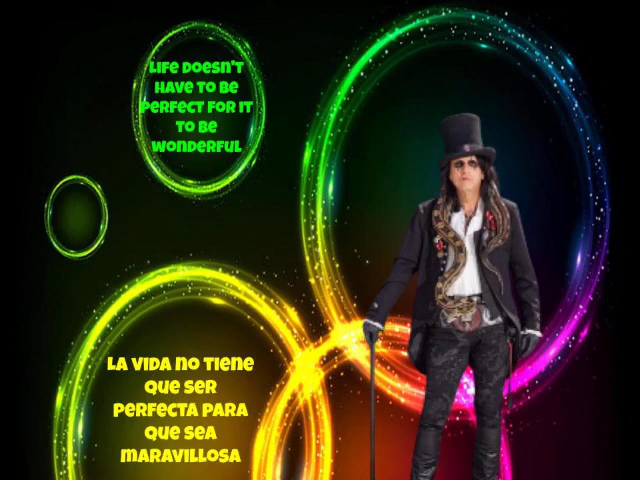 Life doesn't
have to be
perfect for it
to be
wonderful
La vida no tiene
que ser
perfecta para
que sea
maravillosa